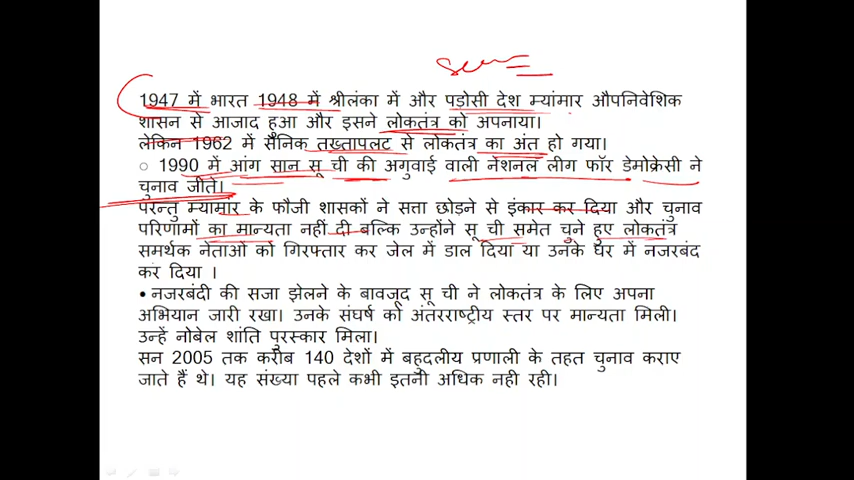 1947 में भारत 1948 में श्रीलंका में और पड़ोसी देश म्यांमार औपनिवेशिक
शासन से आजाद हुआ और इसने लोकतंत्र को अपनाया।
लेकिन 1962 में सैनिक तख्तापलट से लोकतंत्र का अंत हो गया।
○ 1990 में आंग सान सू ची की अगुवाई वाली नेशनल लीग फॉर डेमोक्रेसी ने
चुनाव जीते।
परन्तु म्यामार के फौजी शासकों ने सत्ता छोड़ने से इंकार कर दिया और चुनाव
परिणामों का मान्यता नहीं दी बल्कि उन्होंने सू ची समेत चुने हुए लोकतंत्र
समर्थक नेताओं को गिरफ्तार कर जेल में डाल दिया या उनके घर में नजरबंद
कर दिया ।
• नजरबंदी की सजा झेलने के बावजूद सू ची ने लोकतंत्र के लिए अपना
अभियान जारी रखा। उनके संघर्ष को अंतरराष्ट्रीय स्तर पर मान्यता मिली।
उन्हें नोबेल शांति पुरस्कार मिला।
सन 2005 तक करीब 140 देशों में बहुदलीय प्रणाली के तहत चुनाव कराए
जाते हैं थे। यह संख्या पहले कभी इतनी अधिक नही रही।